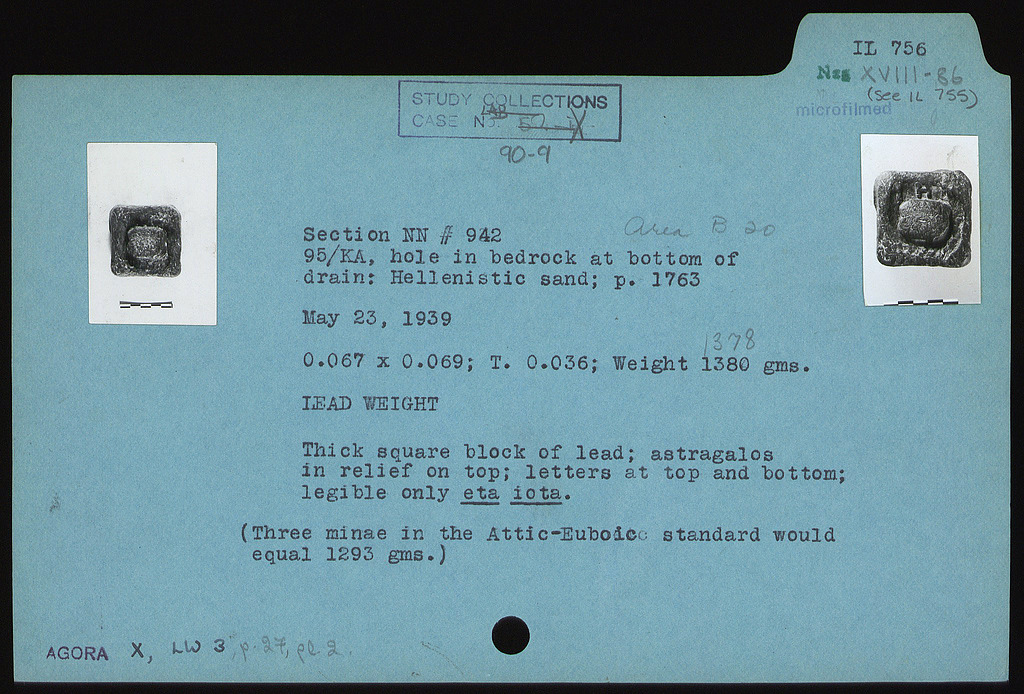 IL 756
Neg XVIII-86
(see IL 755)
microfilmed
STUDY COLLECTIONS
CASE No.
90-9
Area B 20
Section NN # 942
95/KA, hole in bedrock at bottom of
drain: Hellenistic sand; p. 1763
May 23, 1939
1378
0.067 x 0.069; T. 0.036; Weight 1380 gms.
LEAD WEIGHT
Thick square block of lead; astragalos
in relief on top; letters at top and bottom;
legible only eta iota.
(Three minae in the Attic-Euboic standard would
equal 1293 gms.)
AGORA X, LW 3, p. 27, pl. 2.